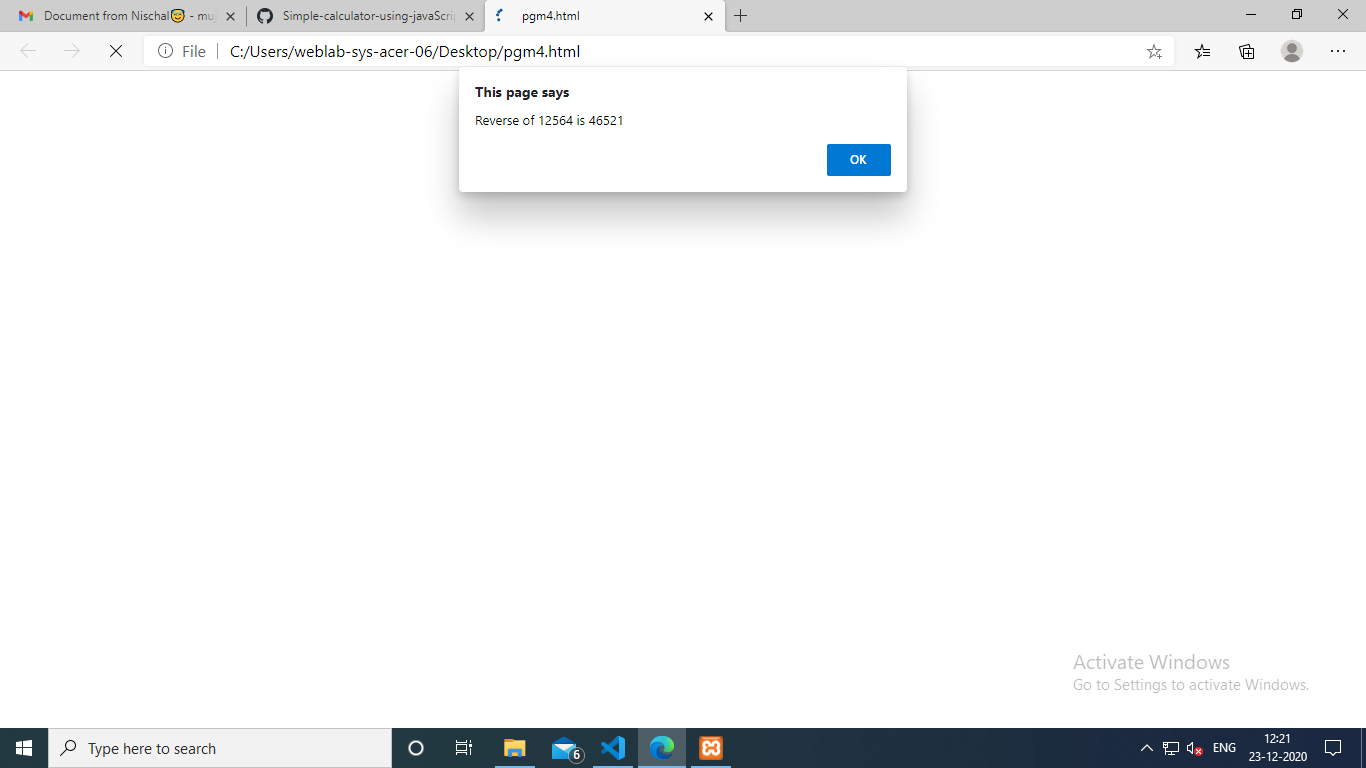 Document from Nischal😇 - mu
Simple-calculator-using-javaScrip
pgm4.html
File
C:/Users/weblab-sys-acer-06/Desktop/pgm4.html
This page says
Reverse of 12564 is 46521
OK
Activate Windows
Go to Settings to activate Windows.
Type here to search
6
ENG
12:21
23-12-2020